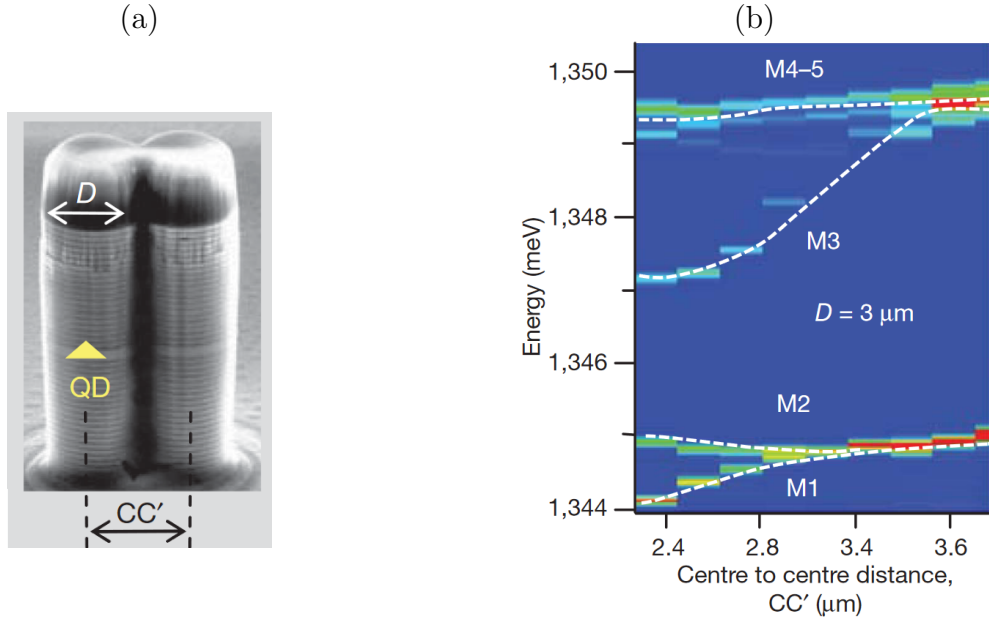 (a)
D
QD
CC′
(b)
1,350
1,348
1,346
1,344
Energy (meV)
M4–5
M3
D = 3 μm
M2
M1
2.4
2.8
3.4
3.6
Centre to centre distance,
CC′ (μm)